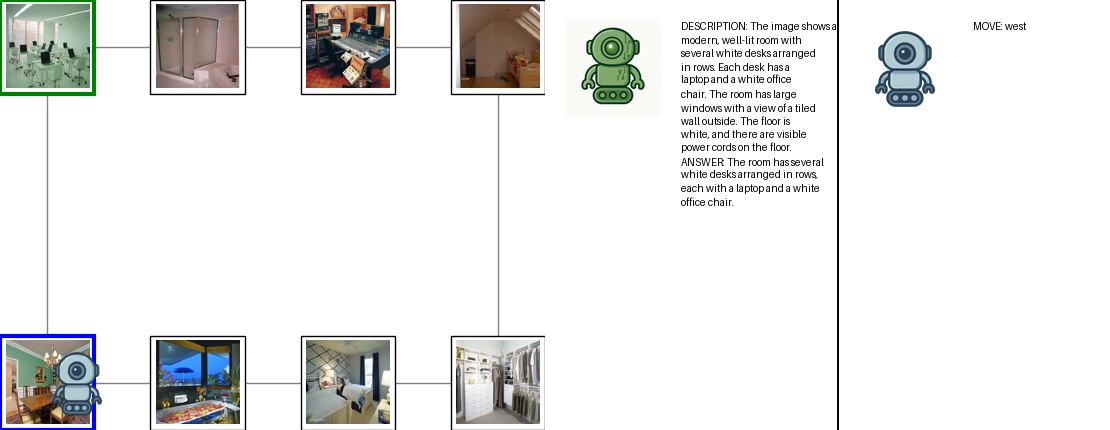 DESCRIPTION: The image shows a
modern, well-lit room with
several white desks arranged
in rows. Each desk has a
laptop and a white office
chair. The room has large
windows with a view of a tiled
wall outside. The floor is
white, and there are visible
power cords on the floor.
ANSWER: The room has several
white desks arranged in rows,
each with a laptop and a white
office chair.
MOVE: west